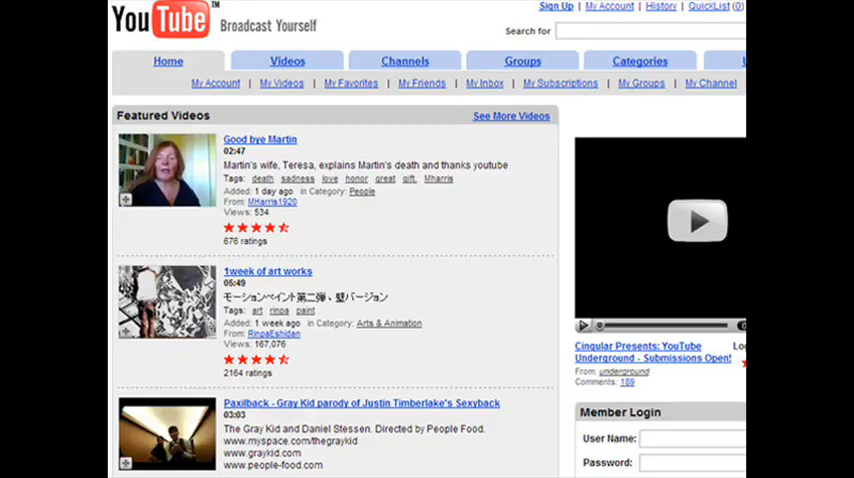 YouTube™
Broadcast Yourself
Sign Up | My Account | History | QuickList (0)
Search for
Home Videos Channels Groups Categories
My Account | My Videos | My Favorites | My Friends | My Inbox | My Subscriptions | My Groups | My Channel
Featured Videos See More Videos
Good bye Martin
02:47
Martin's wife, Teresa, explains Martin's death and thanks youtube
Tags: death sadness love honor great gift. Mharris
Added: 1 day ago in Category: People
From: MHarris1920
Views: 534
676 ratings
1week of art works
05:49
モーションペイント第二弾、壁バージョン
Tags: art rinpa paint
Added: 1 week ago in Category: Arts & Animation
From: RinpaEshidan
Views: 167,076
2164 ratings
Paxilback - Gray Kid parody of Justin Timberlake's Sexyback
03:03
The Gray Kid and Daniel Stessen. Directed by People Food.
www.myspace.com/thegraykid
www.graykid.com
www.people-food.com
Cingular Presents: YouTube
Underground - Submissions Open!
From: underground
Comments: 189
Member Login
User Name:
Password: